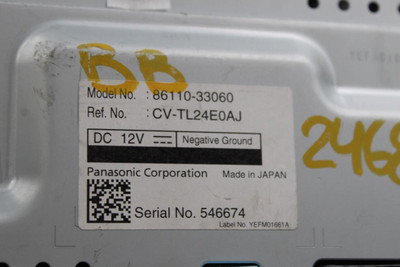 BB
Model No. : 86110-33060
Ref. No. : CV-TL24E0AJ
DC 12V Negative Ground
Panasonic Corporation Made in JAPAN
Serial No. 546674
Label No. YEFM01661A
2468